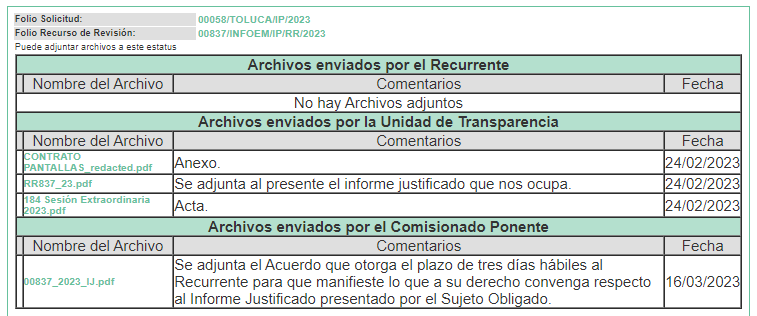 Folio Solicitud: 00058/TOLUCA/IP/2023
Folio Recurso de Revisión: 00837/INFOEM/IP/RR/2023
Puede adjuntar archivos a este estatus
Archivos enviados por el Recurrente
Nombre del Archivo Comentarios Fecha
No hay Archivos adjuntos
Archivos enviados por la Unidad de Transparencia
Nombre del Archivo Comentarios Fecha
CONTRATO
PANTALLAS_redacted.pdf Anexo. 24/02/2023
RR837_23.pdf Se adjunta al presente el informe justificado que nos ocupa. 24/02/2023
184 Sesión Extraordinaria
2023.pdf Acta. 24/02/2023
Archivos enviados por el Comisionado Ponente
Nombre del Archivo Comentarios Fecha
Se adjunta el Acuerdo que otorga el plazo de tres días hábiles al
00837_2023_IJ.pdf Recurrente para que manifieste lo que a su derecho convenga respecto 16/03/2023
al Informe Justificado presentado por el Sujeto Obligado.